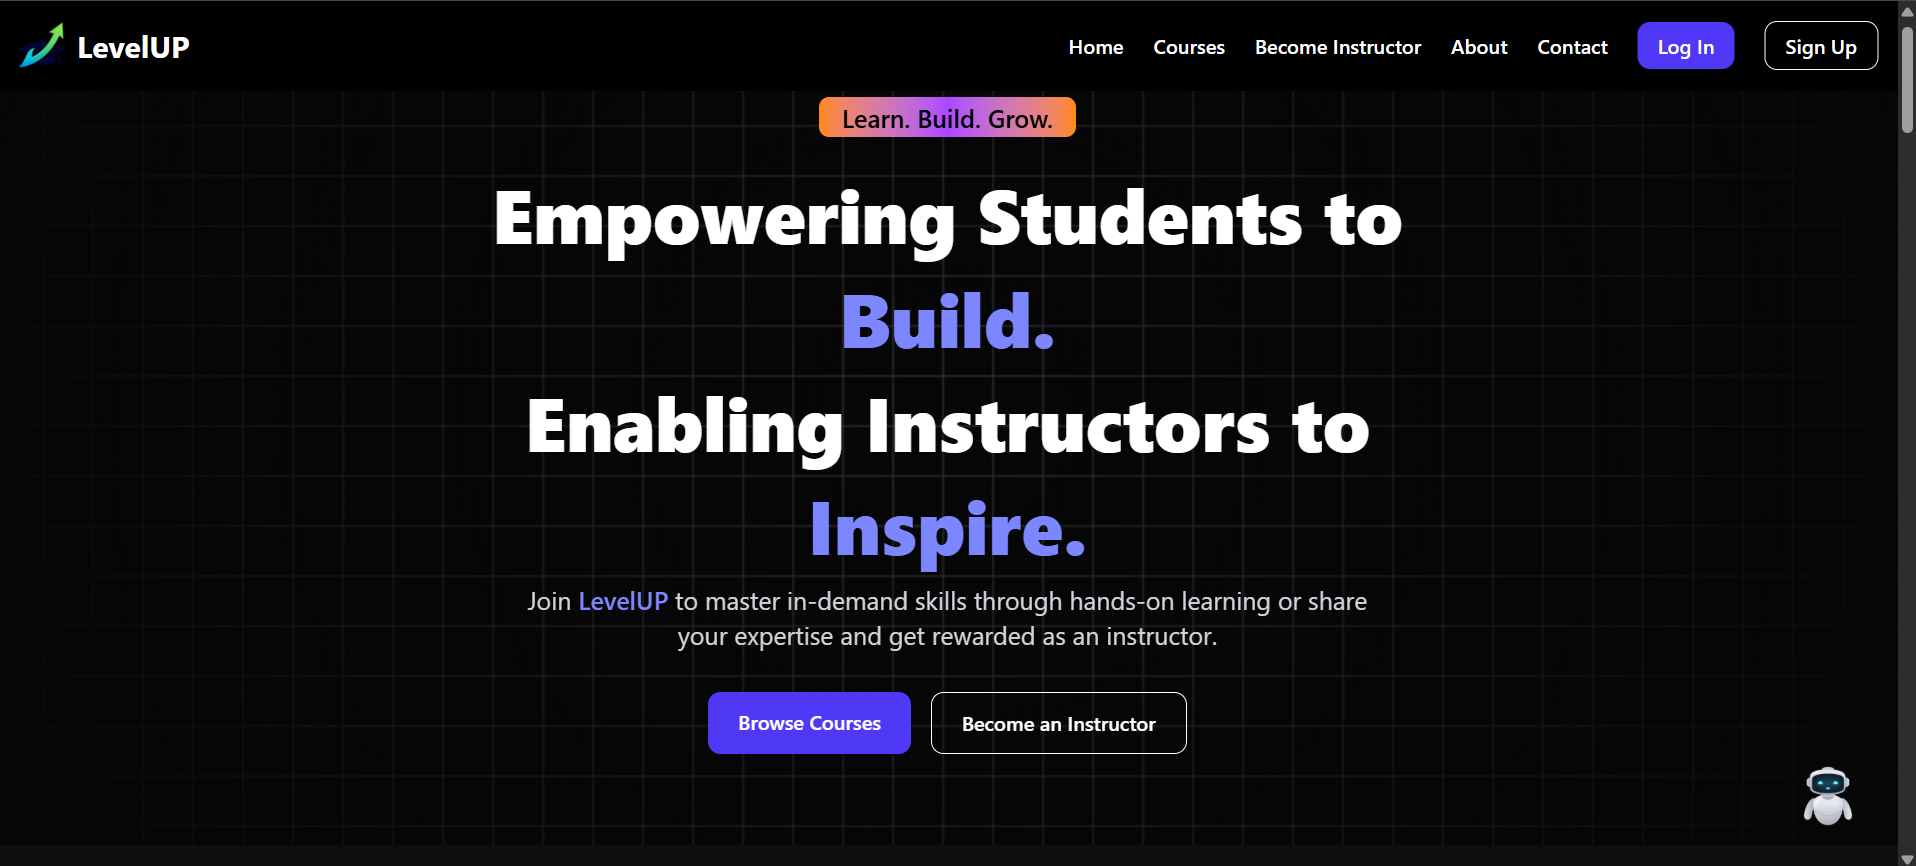 LevelUP
Home
Courses
Become Instructor
About
Contact
Log In
Sign Up
Learn. Build. Grow.
Empowering Students to
Build.
Enabling Instructors to
Inspire.
Join LevelUP to master in-demand skills through hands-on learning or share
your expertise and get rewarded as an instructor.
Browse Courses
Become an Instructor